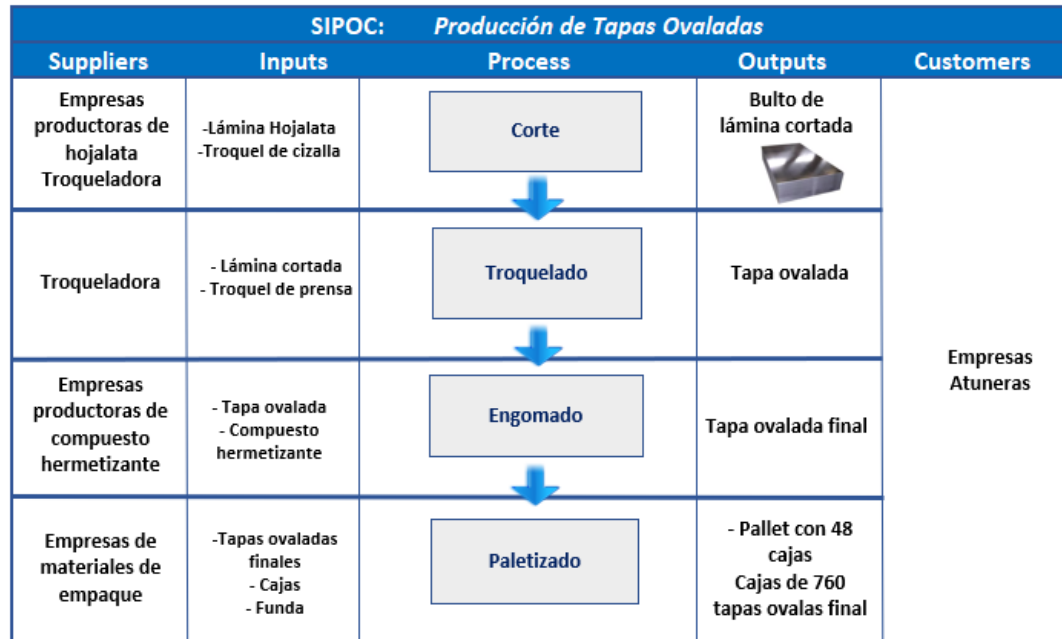 SIPOC: Producción de Tapas Ovaladas
Suppliers
Inputs
Process
Outputs
Customers
Empresas
productoras de
hojalata
Troqueladora
-Lámina Hojalata
-Troquel de cizalla
Corte
Bulto de
lámina cortada
Troqueladora
- Lámina cortada
- Troquel de prensa
Troquelado
Tapa ovalada
Empresas
Atuneras
Empresas
productoras de
compuesto
hermetizante
- Tapa ovalada
- Compuesto
hermetizante
Engomado
Tapa ovalada final
Empresas de
materiales de
empaque
-Tapas ovaladas
finales
- Cajas
- Funda
Paletizado
- Pallet con 48
cajas
Cajas de 760
tapas ovalas final